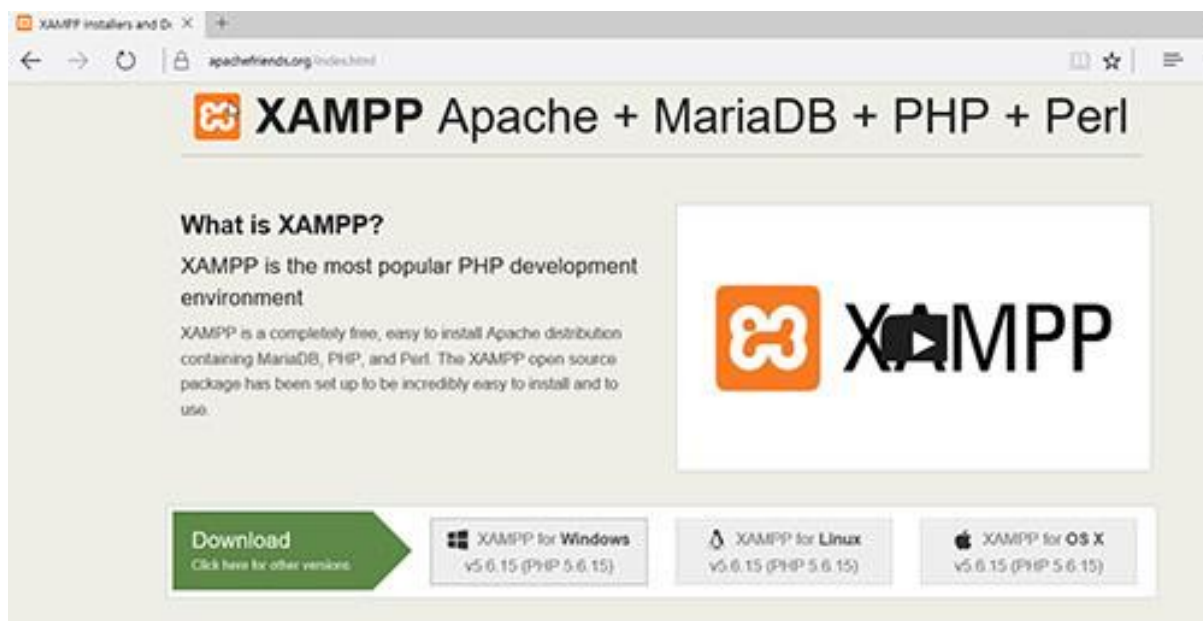 XAMPP Installers and Do
apachefriends.org/index.html
XAMPP Apache + MariaDB + PHP + Perl
What is XAMPP?
XAMPP is the most popular PHP development
environment
XAMPP is a completely free, easy to install Apache distribution
containing MariaDB, PHP, and Perl. The XAMPP open source
package has been set up to be incredibly easy to install and to
use.
XAMPP
Download
Click here for other versions
XAMPP for Windows
v5.6.15 (PHP 5.6.15)
XAMPP for Linux
v5.6.15 (PHP 5.6.15)
XAMPP for OS X
v5.6.15 (PHP 5.6.15)